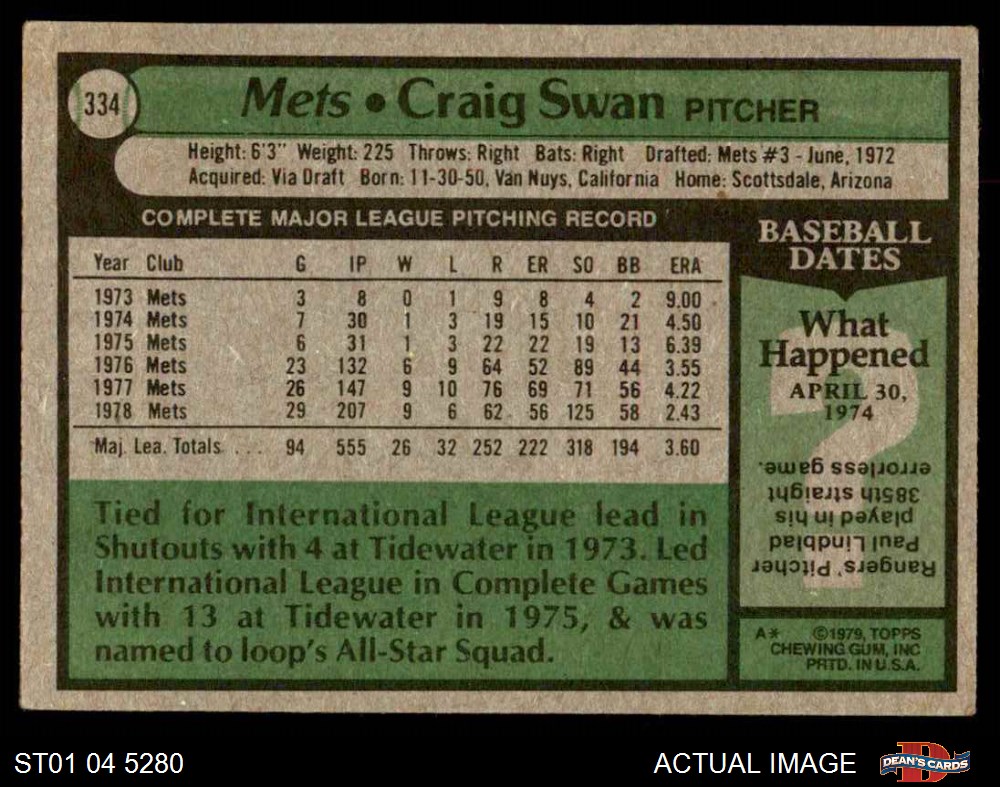 334
Mets • Craig Swan PITCHER
Height: 6'3" Weight: 225 Throws: Right Bats: Right Drafted: Mets #3 - June, 1972
Acquired: Via Draft Born: 11-30-50, Van Nuys, California Home: Scottsdale, Arizona
COMPLETE MAJOR LEAGUE PITCHING RECORD
Year Club G IP W L R ER SO BB ERA
1973 Mets 3 8 0 1 9 8 4 2 9.00
1974 Mets 7 30 1 3 19 15 10 21 4.50
1975 Mets 6 31 1 3 22 22 19 13 6.39
1976 Mets 23 132 6 9 64 52 89 44 3.55
1977 Mets 26 147 9 10 76 69 71 56 4.22
1978 Mets 29 207 9 6 62 56 125 58 2.43
Maj. Lea. Totals. . . . 94 555 26 32 252 222 318 194 3.60
Tied for International League lead in
Shutouts with 4 at Tidewater in 1973. Led
International League in Complete Games
with 13 at Tidewater in 1975, & was
named to loop's All-Star Squad.
BASEBALL
DATES
What
Happened
APRIL 30,
1974
?
Rangers' Pitcher
Paul Lindblad
played in his
385th straight
errorless game.
A* ©1979, TOPPS
CHEWING GUM, INC
PRTD. IN U.S.A.
ST01 04 5280
ACTUAL IMAGE
D
DEAN'S CARDS